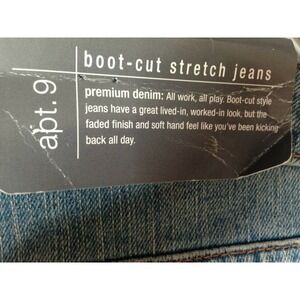 apt. 9
boot-cut stretch jeans
premium denim: All work, all play. Boot-cut style
jeans have a great lived-in, worked-in look, but the
faded finish and soft hand feel like you've been kicking
back all day.